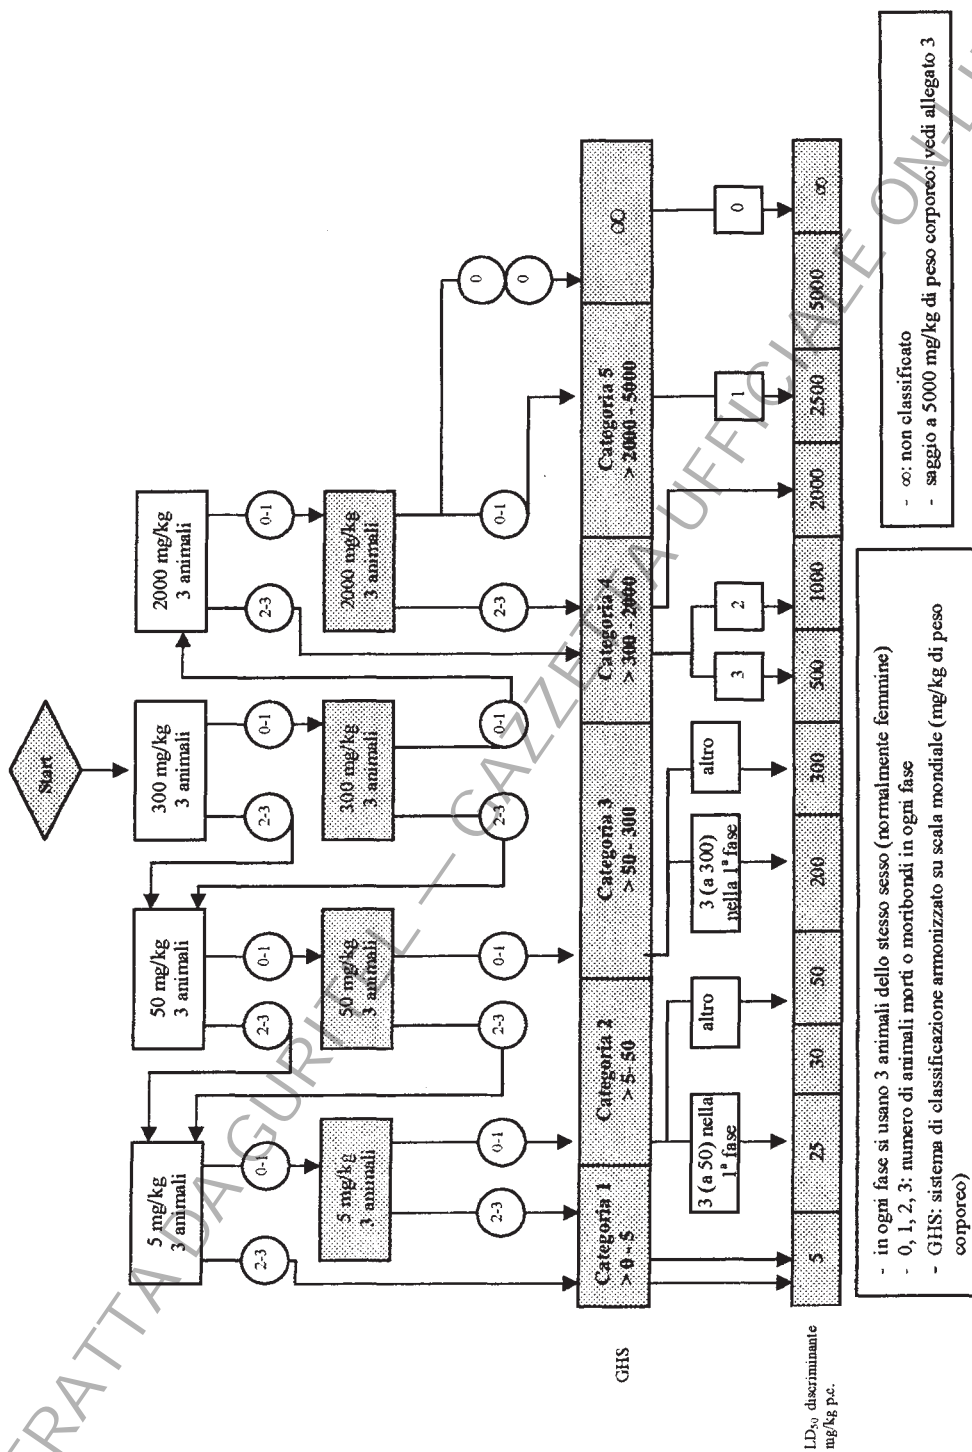 Start
5 mg/kg
3 animali
50 mg/kg
3 animali
300 mg/kg
3 animali
2000 mg/kg
3 animali
2-3
0-1
2-3
0-1
2-3
0-1
2-3
0-1
5 mg/kg
3 animali
50 mg/kg
3 animali
300 mg/kg
3 animali
2000 mg/kg
3 animali
2-3
0-1
2-3
0-1
2-3
0-1
2-3
0-1
0
0
GHS
Categoria 1
> 0 - 5
Categoria 2
> 5 - 50
Categoria 3
> 50 - 300
Categoria 4
> 300 - 2000
Categoria 5
> 2000 - 5000
∞
3 (a 50) nella
1ª fase
altro
3 (a 300)
nella 1ª fase
altro
3
2
1
0
LD50 discriminante
mg/kg p.c.
5
25
30
50
200
300
500
1000
2000
2500
5000
∞
- in ogni fase si usano 3 animali dello stesso sesso (normalmente femmine)
- 0, 1, 2, 3: numero di animali morti o moribondi in ogni fase
- GHS: sistema di classificazione armonizzato su scala mondiale (mg/kg di peso
corporeo)
- ∞: non classificato
- saggio a 5000 mg/kg di peso corporeo: vedi allegato 3
TRATTA DA GURITEL — GAZZETTA UFFICIALE ON-L